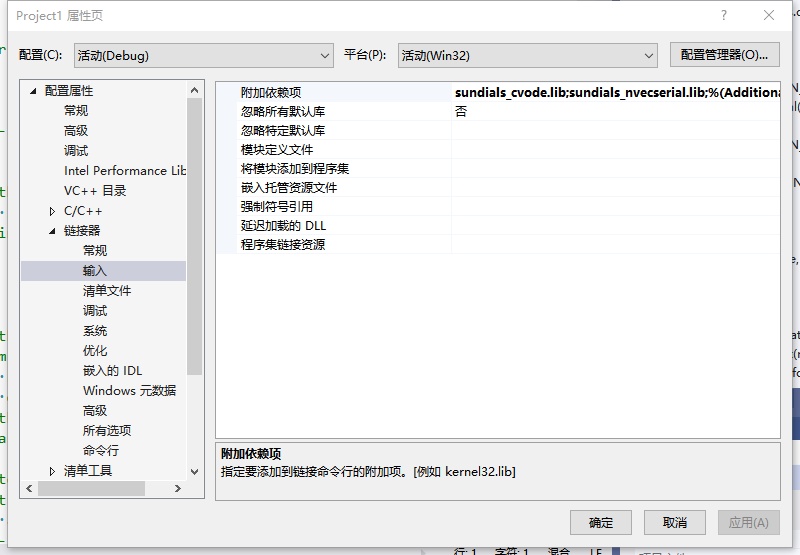 Project1 属性页
配置(C): 活动(Debug) 平台(P): 活动(Win32) 配置管理器(O)...
配置属性
常规
高级
调试
Intel Performance Lib
VC++ 目录
C/C++
链接器
常规
输入
清单文件
调试
系统
优化
嵌入的 IDL
Windows 元数据
高级
所有选项
命令行
清单工具
附加依赖项 sundials_cvode.lib;sundials_nvecserial.lib;%(Additiona
忽略所有默认库 否
忽略特定默认库
模块定义文件
将模块添加到程序集
嵌入托管资源文件
强制符号引用
延迟加载的 DLL
程序集链接资源
附加依赖项
指定要添加到链接命令行的附加项。[例如 kernel32.lib]
确定 取消 应用(A)
行: 1 字符: 1 混合 LF